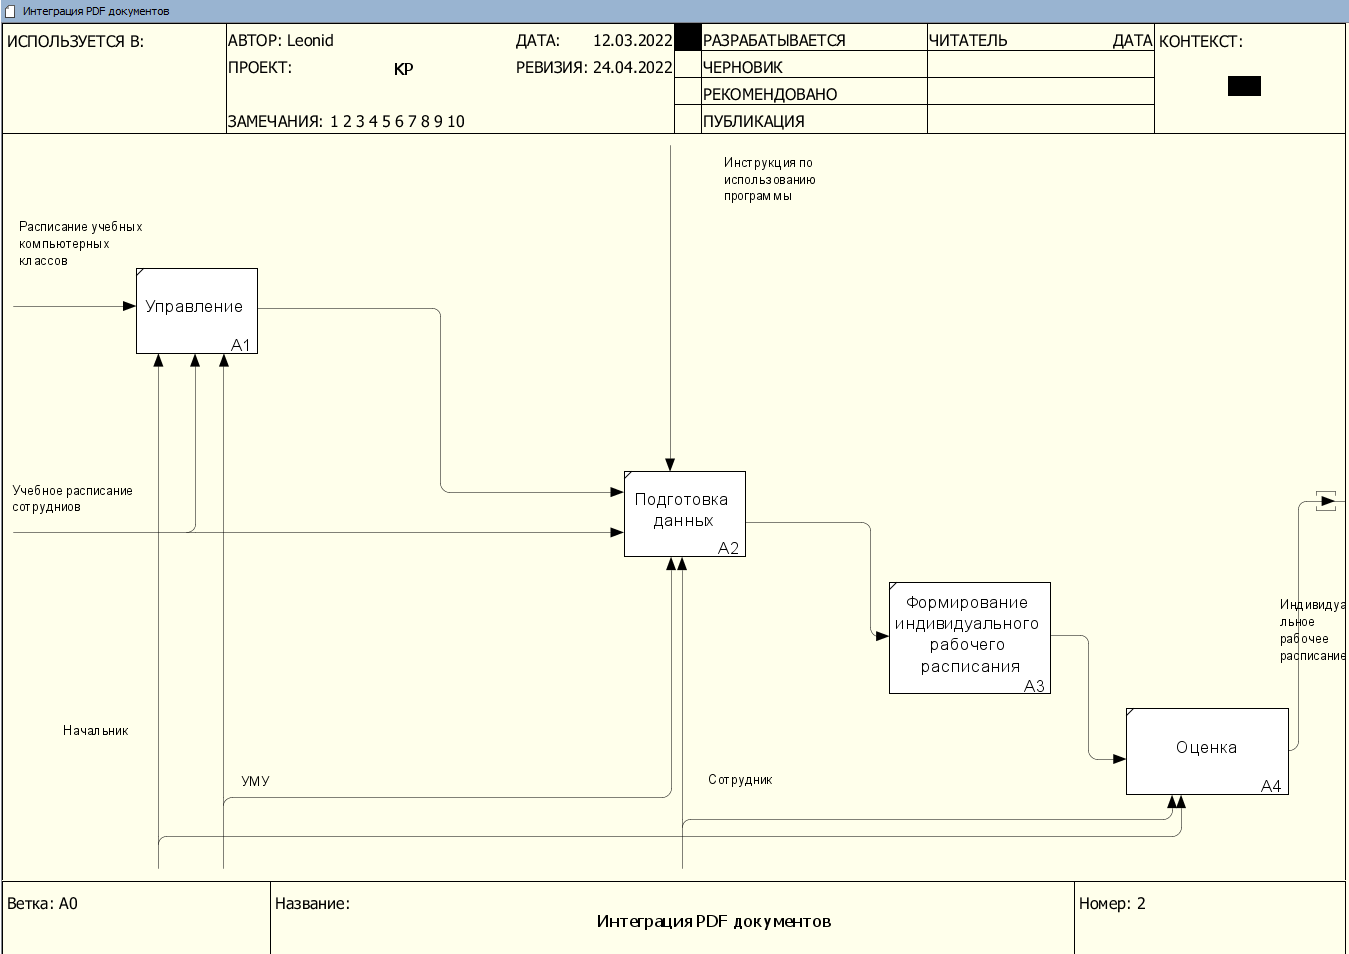 Интеграция PDF документов
ИСПОЛЬЗУЕТСЯ В:
АВТОР: Leonid
ДАТА: 12.03.2022
ПРОЕКТ: KP
РЕВИЗИЯ: 24.04.2022
ЗАМЕЧАНИЯ: 1 2 3 4 5 6 7 8 9 10
РАЗРАБАТЫВАЕТСЯ
ЧЕРНОВИК
РЕКОМЕНДОВАНО
ПУБЛИКАЦИЯ
ЧИТАТЕЛЬ ДАТА
КОНТЕКСТ:
Инструкция по
использованию
программы
Расписание учебных
компьютерных
классов
Управление
A1
Учебное расписание
сотрудниов
Подготовка
данных
A2
Формирование
индивидуального
рабочего
расписания
A3
Индивидуа
льное
рабочее
расписание
Оценка
A4
Начальник
УМУ
Сотрудник
Ветка: A0
Название:
Интеграция PDF документов
Номер: 2